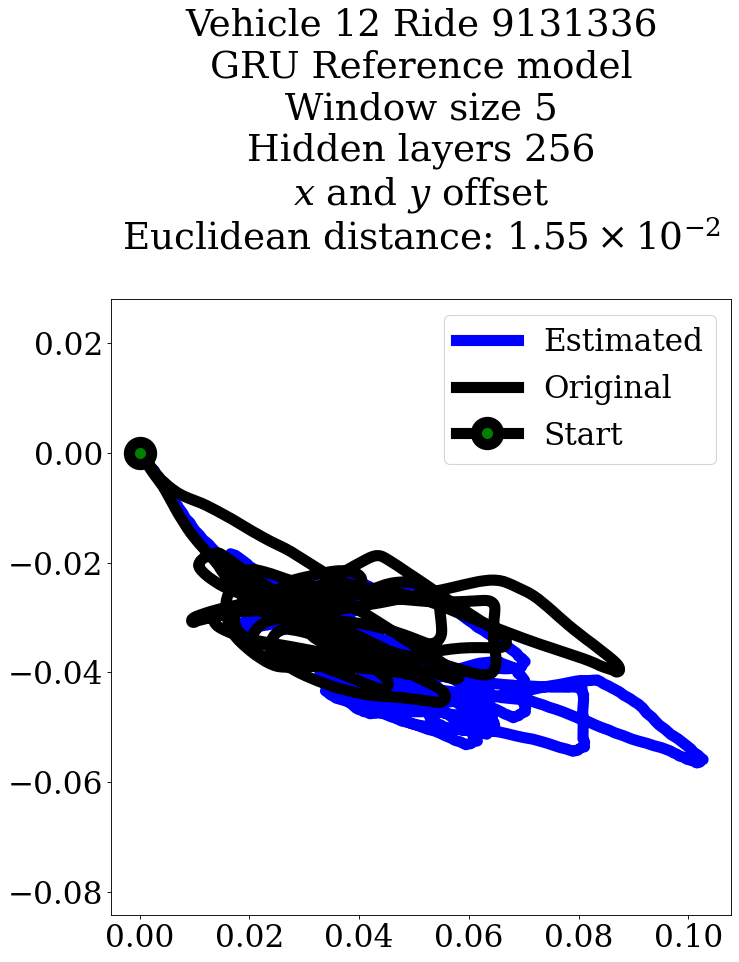 Vehicle 12 Ride 9131336
GRU Reference model
Window size 5
Hidden layers 256
x and y offset
Euclidean distance: 1.55 × 10⁻²
Estimated
Original
Start
0.02
0.00
−0.02
−0.04
−0.06
−0.08
0.00 0.02 0.04 0.06 0.08 0.10